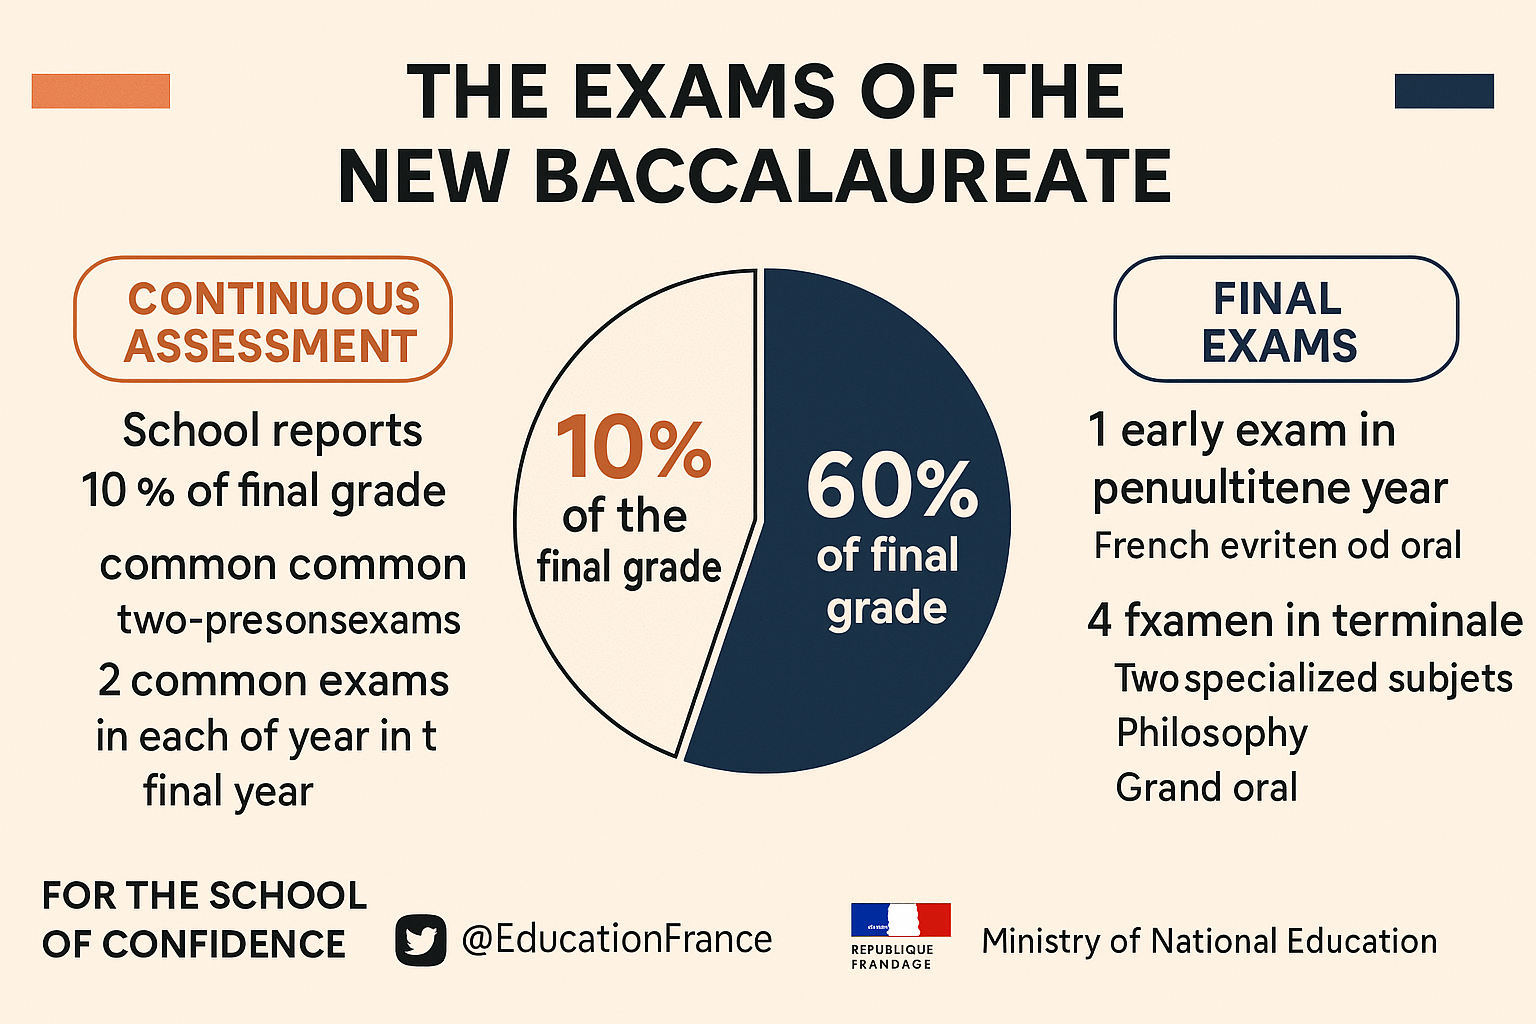 THE EXAMS OF THE
NEW BACCALAUREATE
CONTINUOUS
ASSESSMENT
School reports
10 % of final grade
common common
two-presonsexams
2 common exams
in each of year in t
final year
10%
of the
final grade
60%
of final
grade
FINAL
EXAMS
1 early exam in
penuultitene year
French evriten od oral
4 fxamen in terminale
Two specialized subjets
Philosophy
Grand oral
FOR THE SCHOOL
OF CONFIDENCE
@EducationFrance
REPUBLIQUE
FRANDAGE
Ministry of National Education